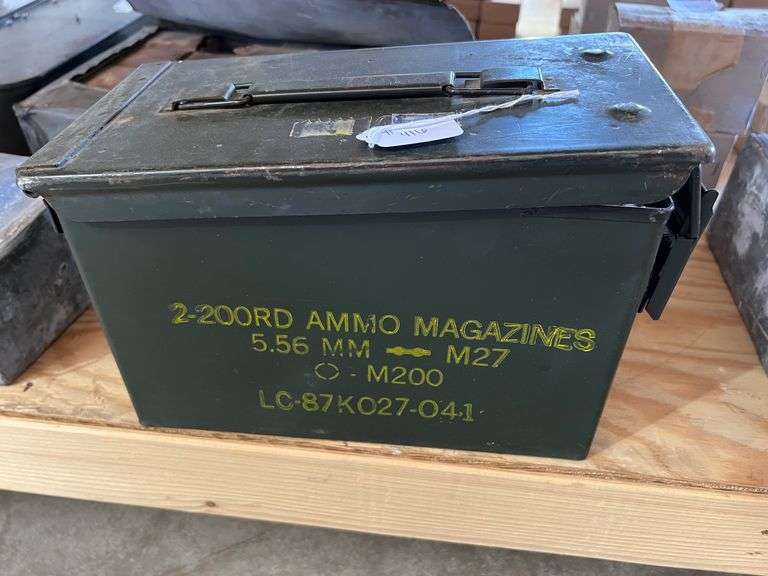 2-200RD AMMO MAGAZINES
5.56 MM M27
- M200
LC-87K027-041